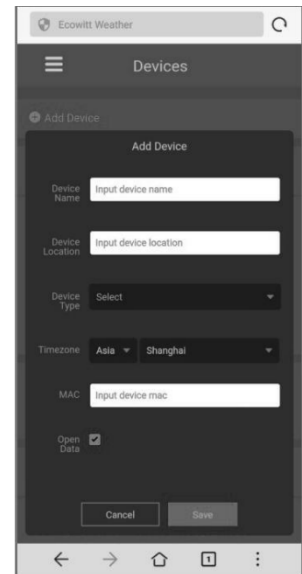 Ecowitt Weather
Devices
Add Device
Add Device
Device Name
Input device name
Device Location
Input device location
Device Type
Select
Timezone
Asia
Shanghai
MAC
Input device mac
Open Data
Cancel
Save
1